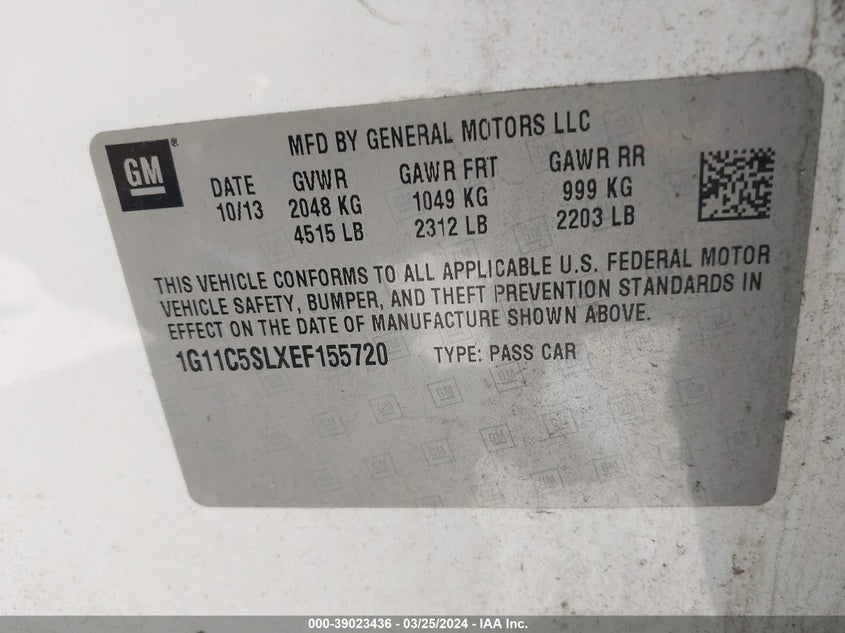 MFD BY GENERAL MOTORS LLC
GM®
DATE GVWR GAWR FRT GAWR RR
10/13 2048 KG 1049 KG 999 KG
4515 LB 2312 LB 2203 LB
THIS VEHICLE CONFORMS TO ALL APPLICABLE U.S. FEDERAL MOTOR
VEHICLE SAFETY, BUMPER, AND THEFT PREVENTION STANDARDS IN
EFFECT ON THE DATE OF MANUFACTURE SHOWN ABOVE.
1G11C5SLXEF155720 TYPE: PASS CAR
000-39023436 - 03/25/2024 - IAA Inc.